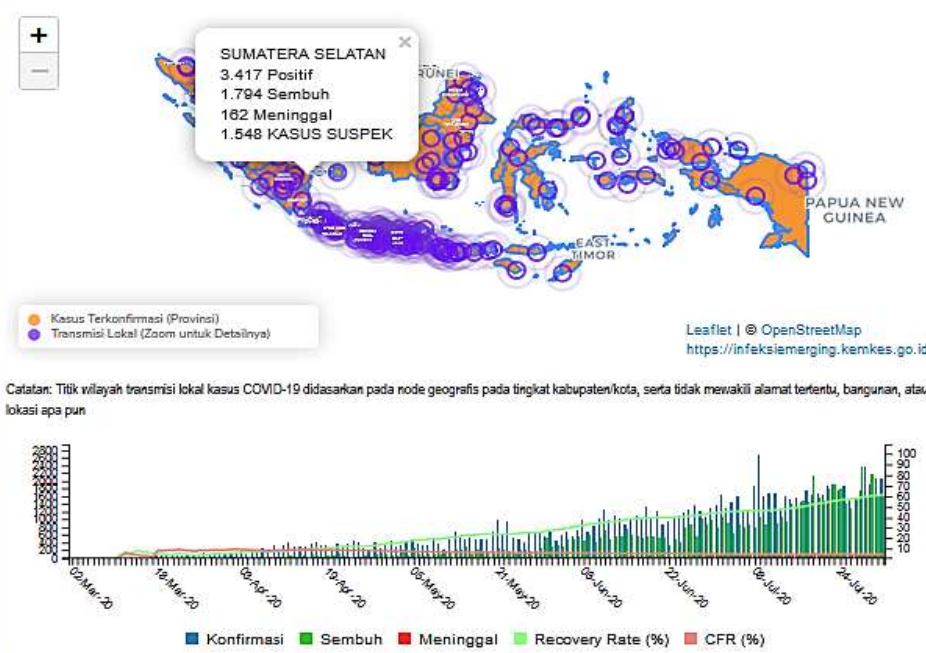 +
−
×
SUMATERA SELATAN
3.417 Positif
1.794 Sembuh
162 Meninggal
1.548 KASUS SUSPEK
RUNEI
PAPUA NEW
GUINEA
EAST
TIMOR
Kasus Terkonfirmasi (Provinsi)
Transmisi Lokal (Zoom untuk Detailnya)
Leaflet | © OpenStreetMap
https://infeksiemerging.kemkes.go.id
Catatan: Titik wilayah transmisi lokal kasus COVID-19 didasarkan pada node geografis pada tingkat kabupaten/kota, serta tidak mewakili alamat tertentu, bangunan, atau
lokasi apa pun
2800
2400
2200
2000
1800
1600
1400
1200
1000
800
600
400
200
0
100
90
80
70
60
50
40
30
20
10
02-Mar-20
18-Mar-20
03-Apr-20
19-Apr-20
05-May-20
21-May-20
06-Jun-20
22-Jun-20
08-Jul-20
24-Jul-20
Konfirmasi Sembuh Meninggal Recovery Rate (%) CFR (%)